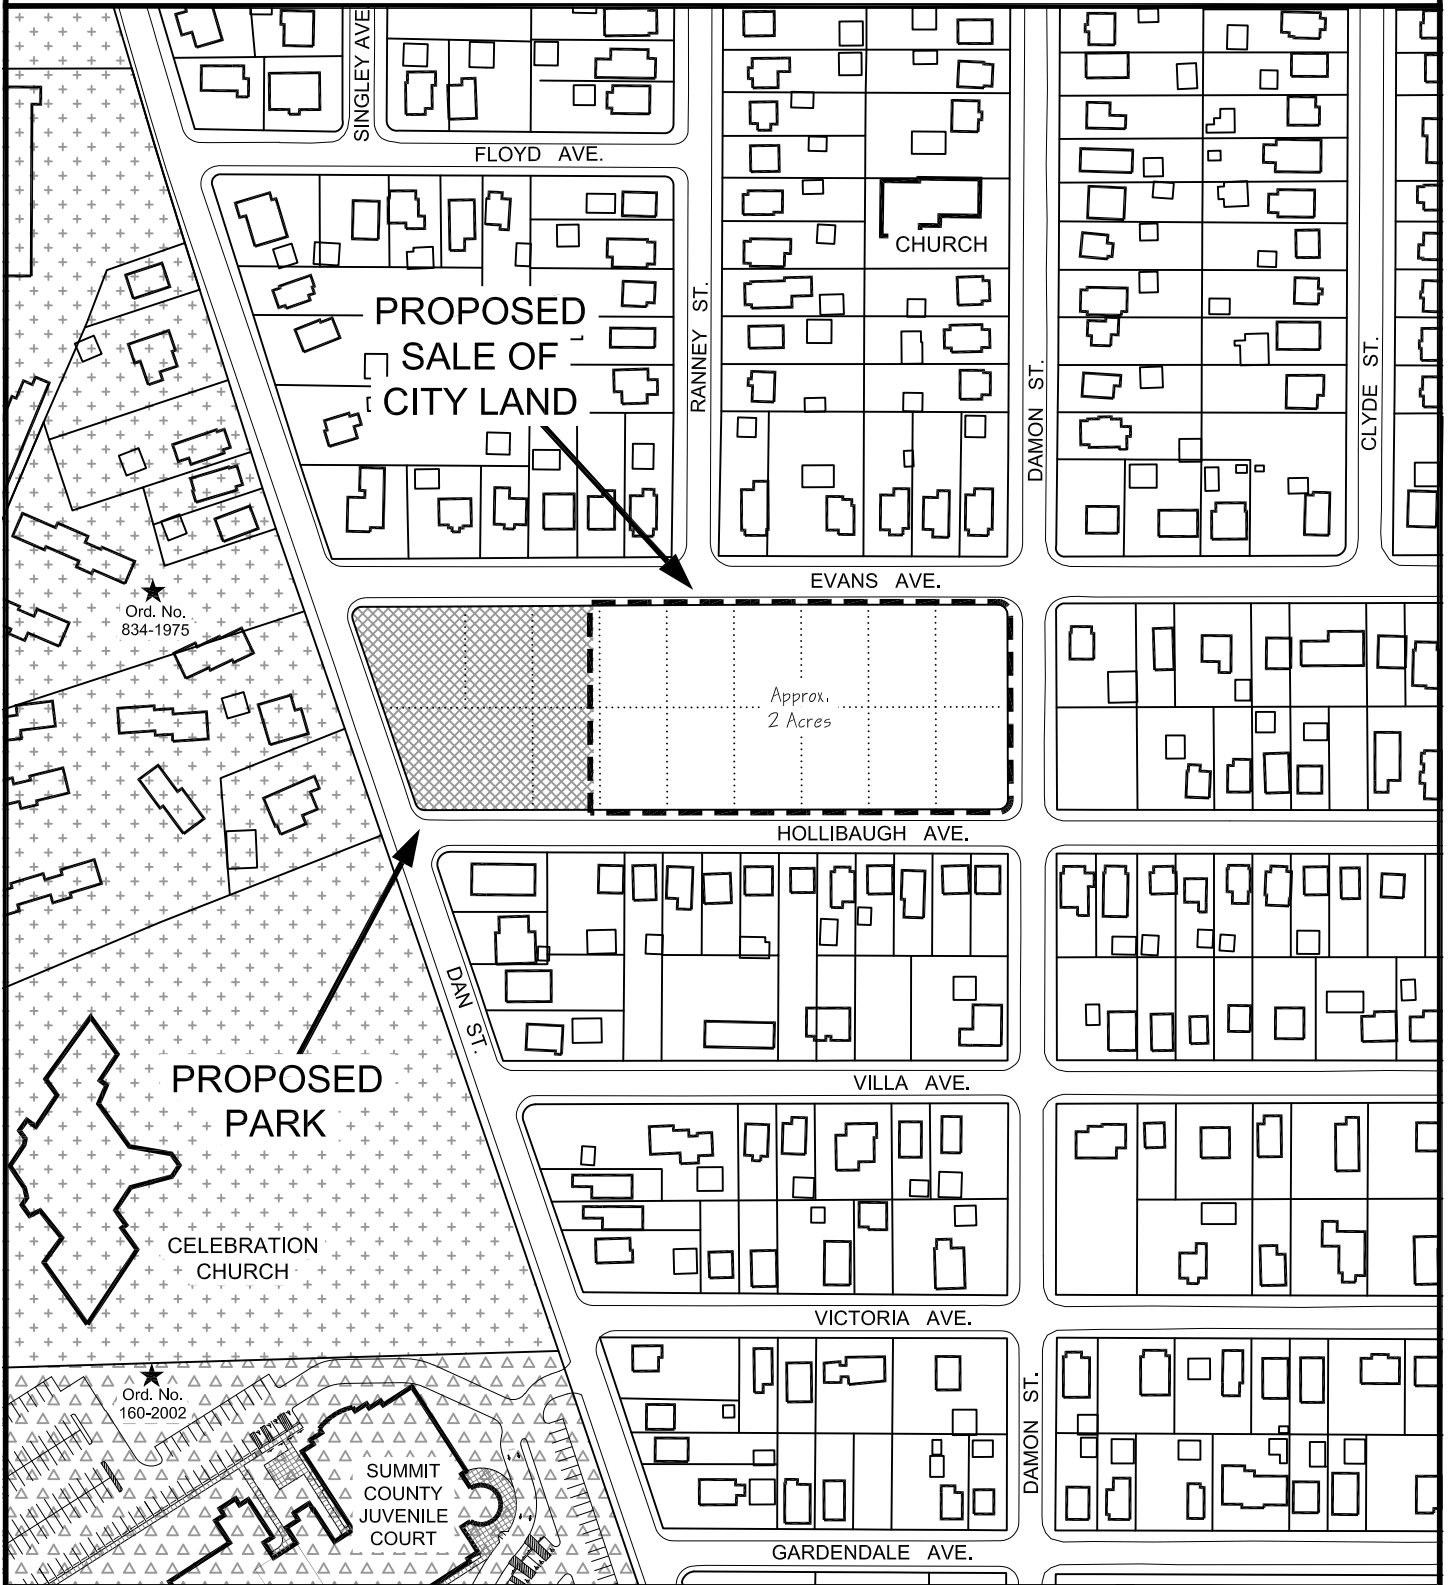 SINGLEY AVE
FLOYD AVE.
CHURCH
PROPOSED
SALE OF
CITY LAND
RANNEY ST.
DAMON ST.
CLYDE ST.
EVANS AVE.
Ord. No.
834-1975
Approx.
2 Acres
HOLLIBAUGH AVE.
DAN ST.
PROPOSED
PARK
VILLA AVE.
CELEBRATION
CHURCH
VICTORIA AVE.
Ord. No.
160-2002
DAMON ST.
SUMMIT
COUNTY
JUVENILE
COURT
GARDENDALE AVE.